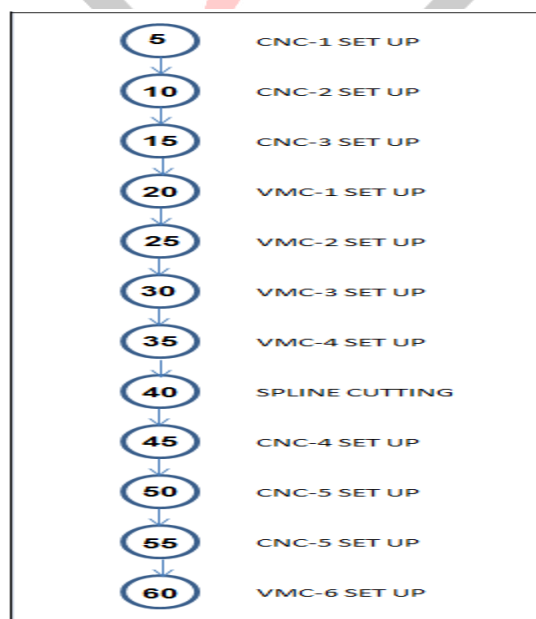 5 CNC-1 SET UP
10 CNC-2 SET UP
15 CNC-3 SET UP
20 VMC-1 SET UP
25 VMC-2 SET UP
30 VMC-3 SET UP
35 VMC-4 SET UP
40 SPLINE CUTTING
45 CNC-4 SET UP
50 CNC-5 SET UP
55 CNC-5 SET UP
60 VMC-6 SET UP